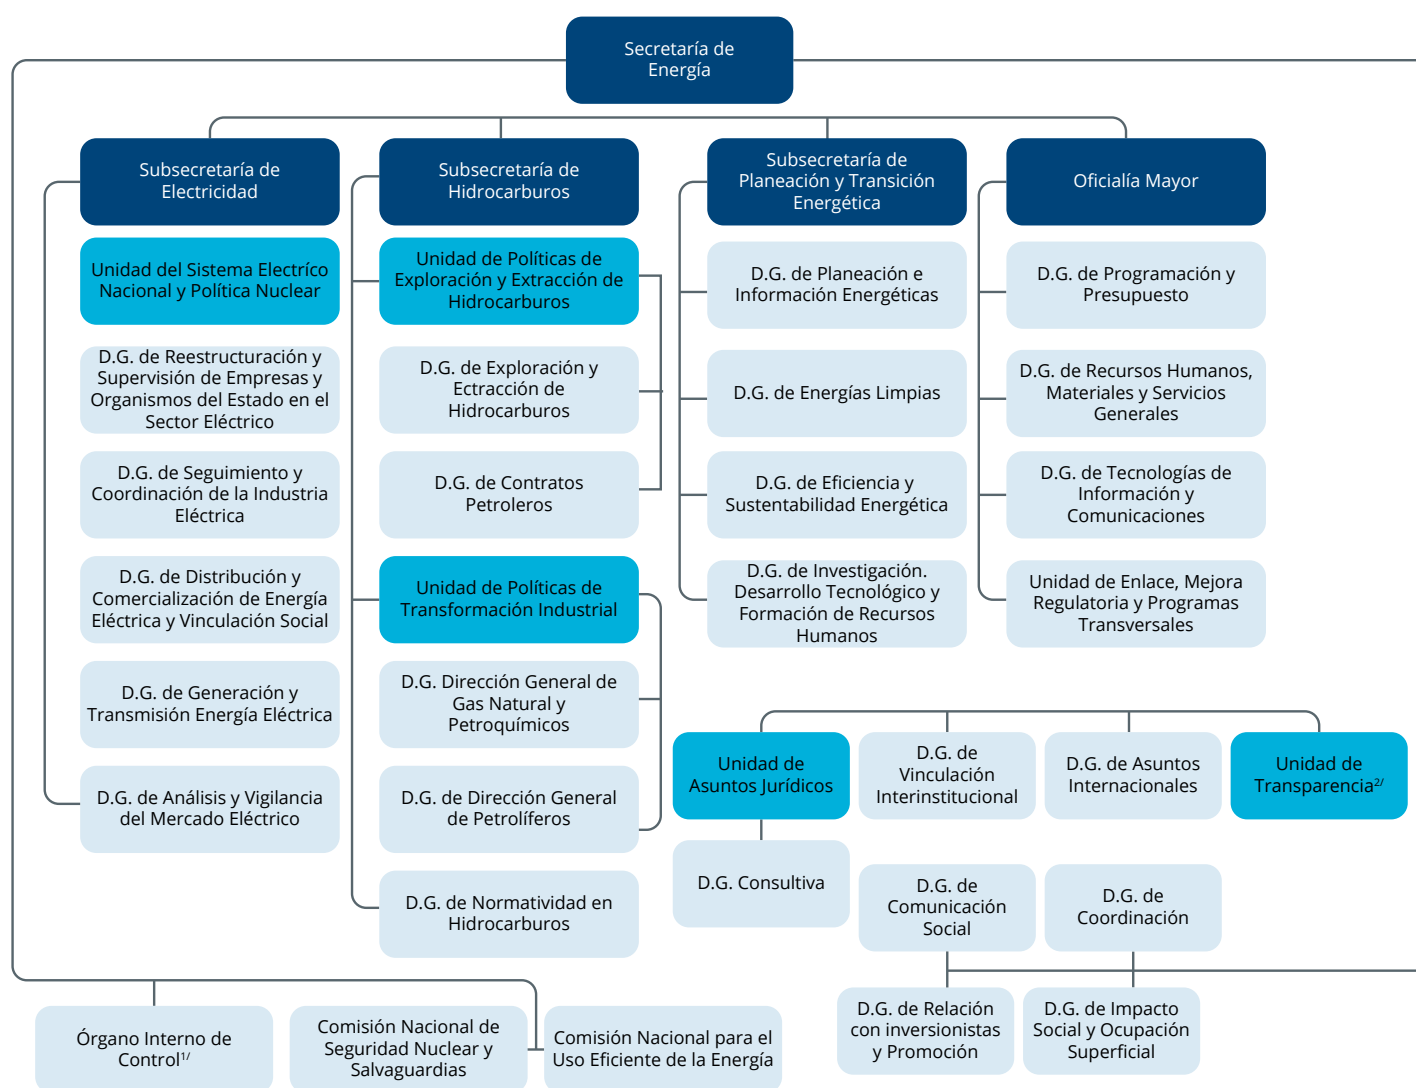 Secretaría de
Energía
Subsecretaría de
Electricidad
Unidad del Sistema Electríco
Nacional y Política Nuclear
D.G. de Reestructuración y
Supervisión de Empresas y
Organismos del Estado en el
Sector Eléctrico
D.G. de Seguimiento y
Coordinación de la Industria
Eléctrica
D.G. de Distribución y
Comercialización de Energía
Eléctrica y Vinculación Social
D.G. de Generación y
Transmisión Energía Eléctrica
D.G. de Análisis y Vigilancia
del Mercado Eléctrico
Subsecretaría de
Hidrocarburos
Unidad de Políticas de
Exploración y Extracción de
Hidrocarburos
D.G. de Exploración y
Ectracción de
Hidrocarburos
D.G. de Contratos
Petroleros
Unidad de Políticas de
Transformación Industrial
D.G. Dirección General de
Gas Natural y
Petroquímicos
D.G. de Dirección General
de Petrolíferos
D.G. de Normatividad en
Hidrocarburos
Subsecretaría de
Planeación y Transición
Energética
D.G. de Planeación e
Información Energéticas
D.G. de Energías Limpias
D.G. de Eficiencia y
Sustentabilidad Energética
D.G. de Investigación.
Desarrollo Tecnológico y
Formación de Recursos
Humanos
Oficialía Mayor
D.G. de Programación y
Presupuesto
D.G. de Recursos Humanos,
Materiales y Servicios
Generales
D.G. de Tecnologías de
Información y
Comunicaciones
Unidad de Enlace, Mejora
Regulatoria y Programas
Transversales
Unidad de
Asuntos Jurídicos
D.G. de
Vinculación
Interinstitucional
D.G. de Asuntos
Internacionales
Unidad de
Transparencia2/
D.G. Consultiva
D.G. de
Comunicación
Social
D.G. de
Coordinación
D.G. de Relación
con inversionistas
y Promoción
D.G. de Impacto
Social y Ocupación
Superficial
Órgano Interno de
Control1/
Comisión Nacional de
Seguridad Nuclear y
Salvaguardias
Comisión Nacional para el
Uso Eficiente de la Energía